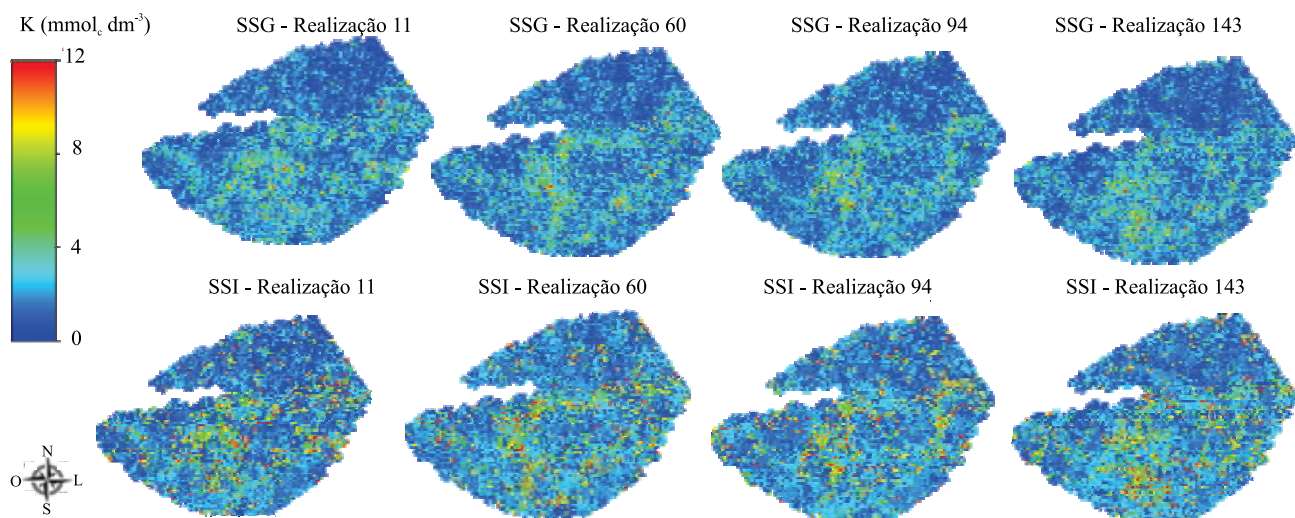 K (mmolc dm-3)
SSG - Realização 11
SSG - Realização 60
SSG - Realização 94
SSG - Realização 143
12
8
4
0
SSI - Realização 11
SSI - Realização 60
SSI - Realização 94
SSI - Realização 143
N
O
L
S